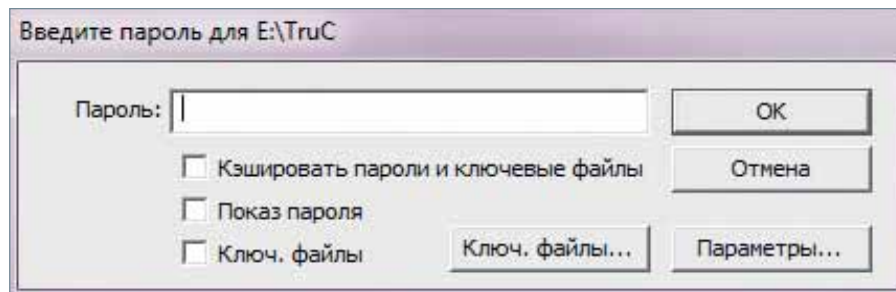 Введите пароль для E:\TruC
Пароль:
OK
Кэшировать пароли и ключевые файлы
Отмена
Показ пароля
Ключ. файлы
Ключ. файлы...
Параметры...